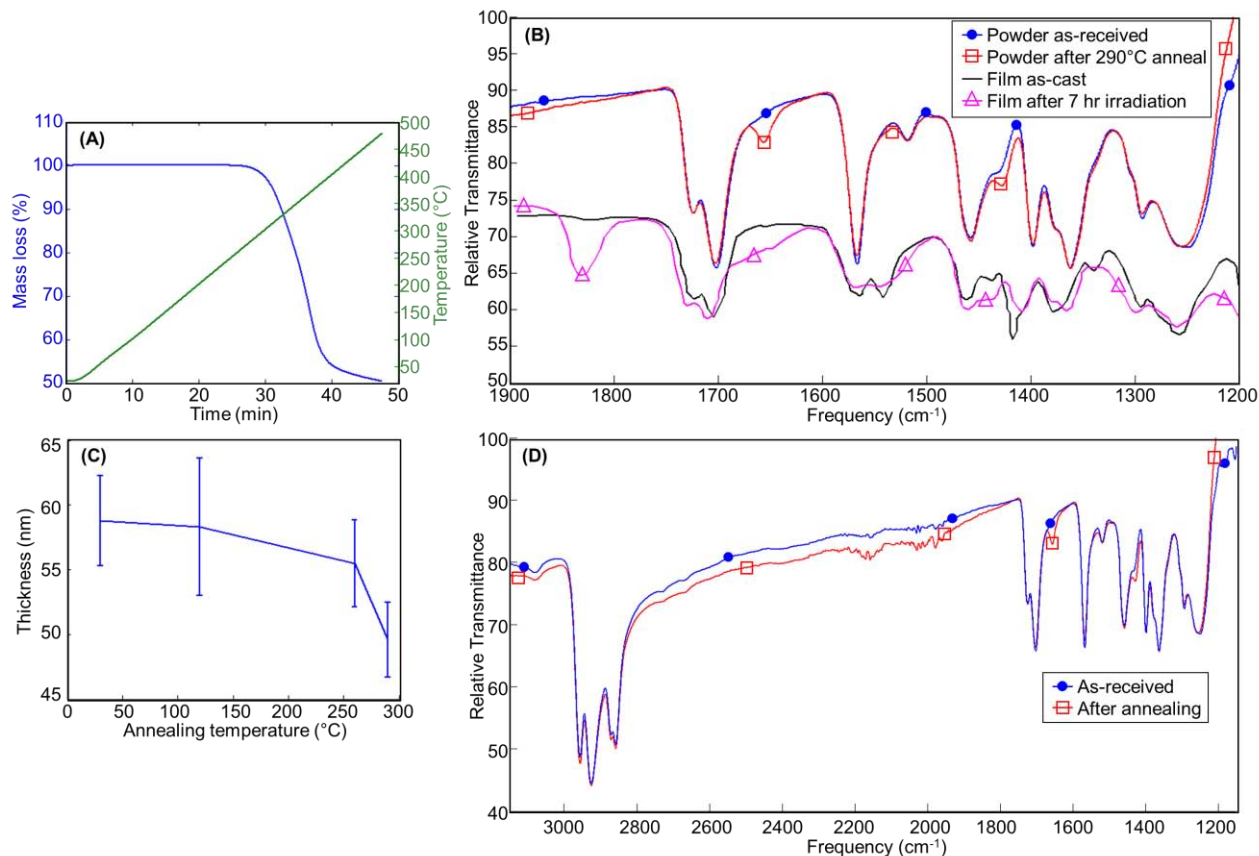 (A)
Mass loss (%)
110
100
90
80
70
60
50
0 10 20 30 40 50
Time (min)
500
450
400
350
300
250
200
150
100
50
Temperature (°C)
(B)
Relative Transmittance
100
95
90
85
80
75
70
65
60
55
50
1900 1800 1700 1600 1500 1400 1300 1200
Frequency (cm⁻¹)
Powder as-received
Powder after 290°C anneal
Film as-cast
Film after 7 hr irradiation
(C)
Thickness (nm)
65
60
55
50
45
0 50 100 150 200 250 300
Annealing temperature (°C)
(D)
Relative Transmittance
100
90
80
70
60
50
40
3000 2800 2600 2400 2200 2000 1800 1600 1400 1200
Frequency (cm⁻¹)
As-received
After annealing